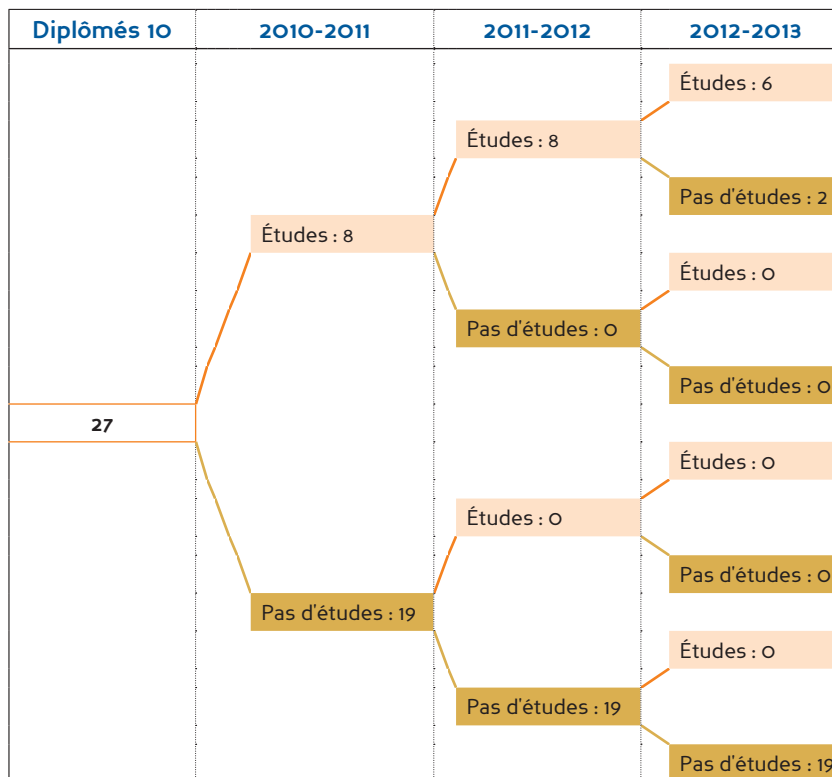 Diplômés 10 2010-2011 2011-2012 2012-2013
Études : 6
Études : 8
Pas d'études : 2
Études : 8
Études : 0
Pas d'études : 0
Pas d'études : 0
27
Études : 0
Études : 0
Pas d'études : 0
Pas d'études : 19
Études : 0
Pas d'études : 19
Pas d'études : 19